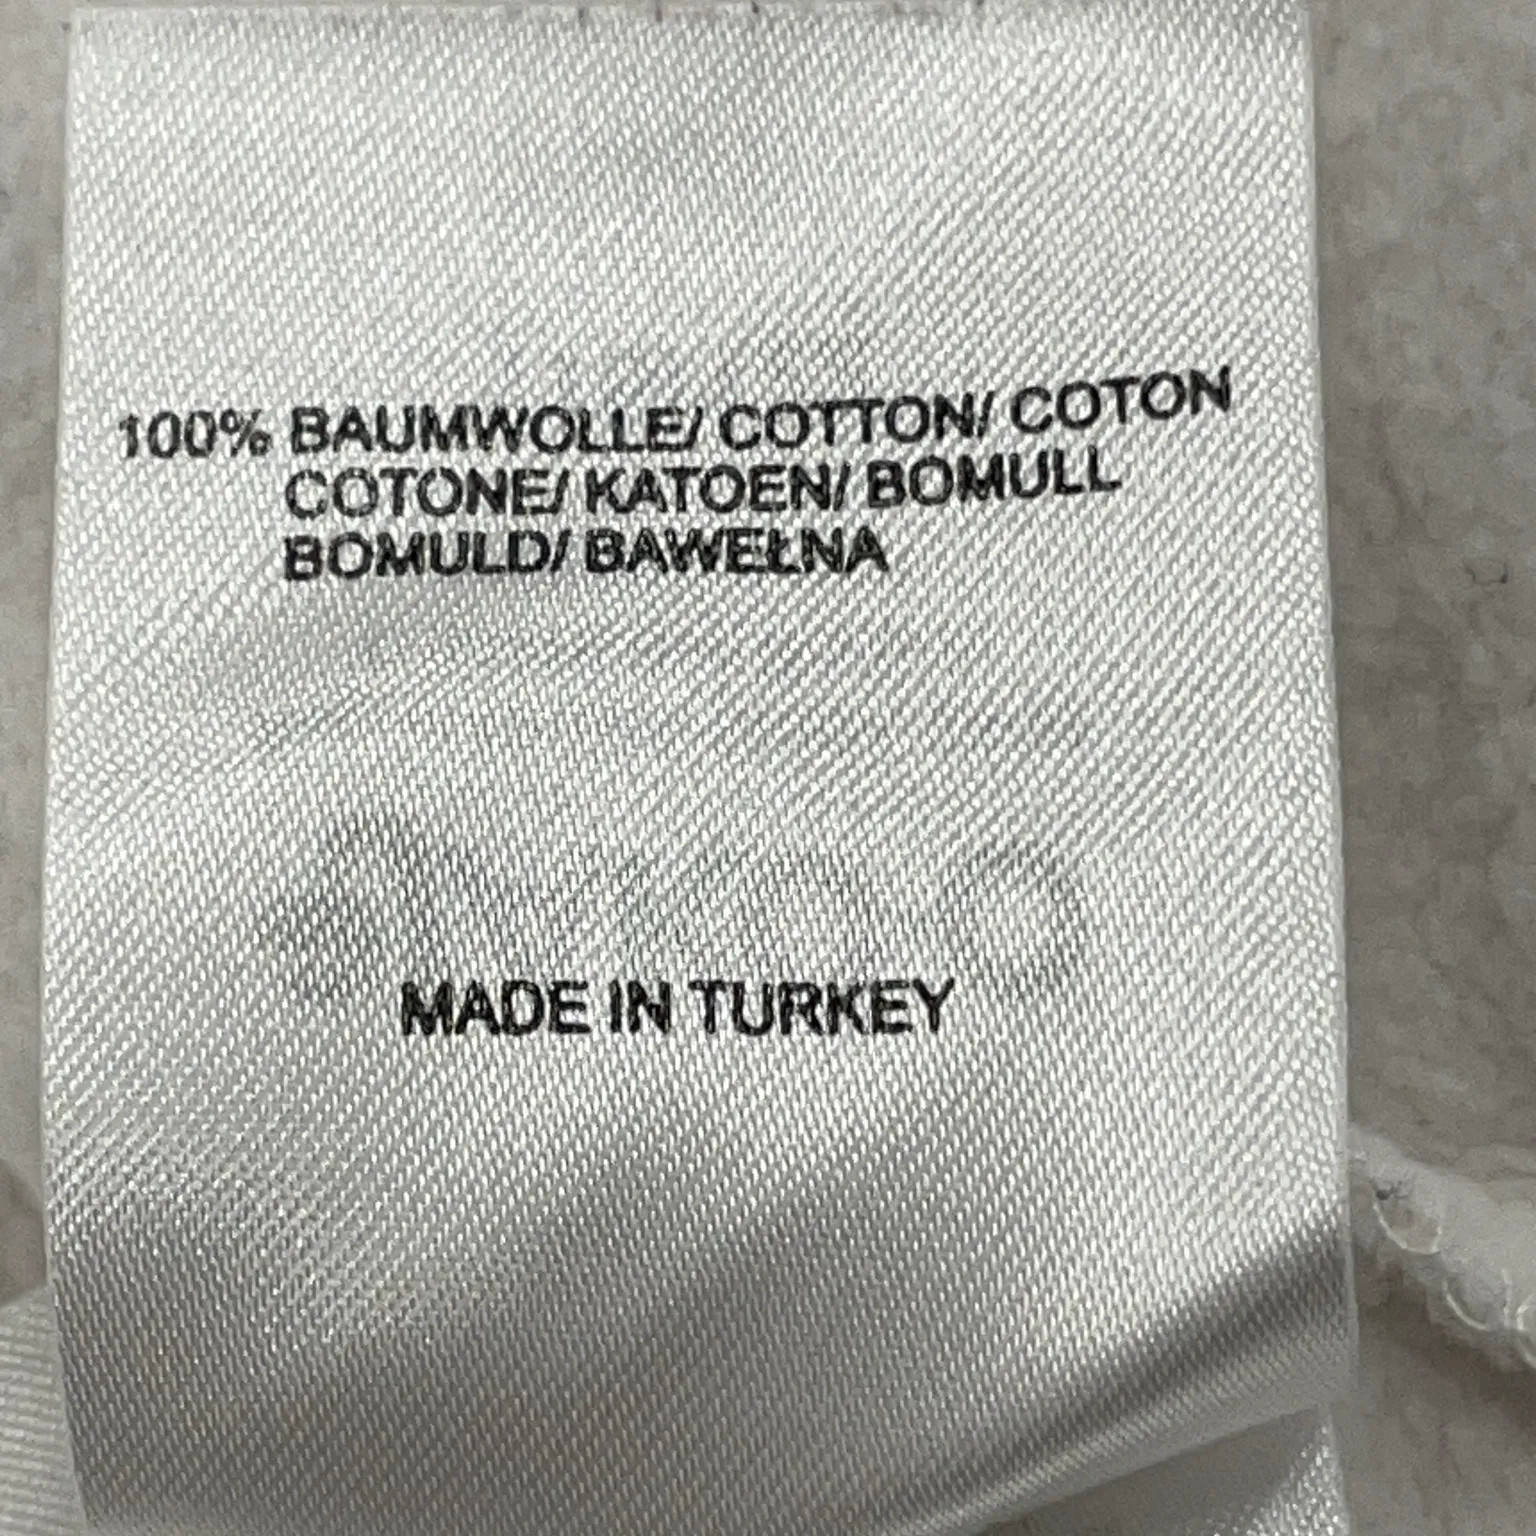 100% BAUMWOLLE/ COTTON/ COTON
COTONE/ KATOEN/ BOMULL
BOMULD/ BAWEŁNA
MADE IN TURKEY